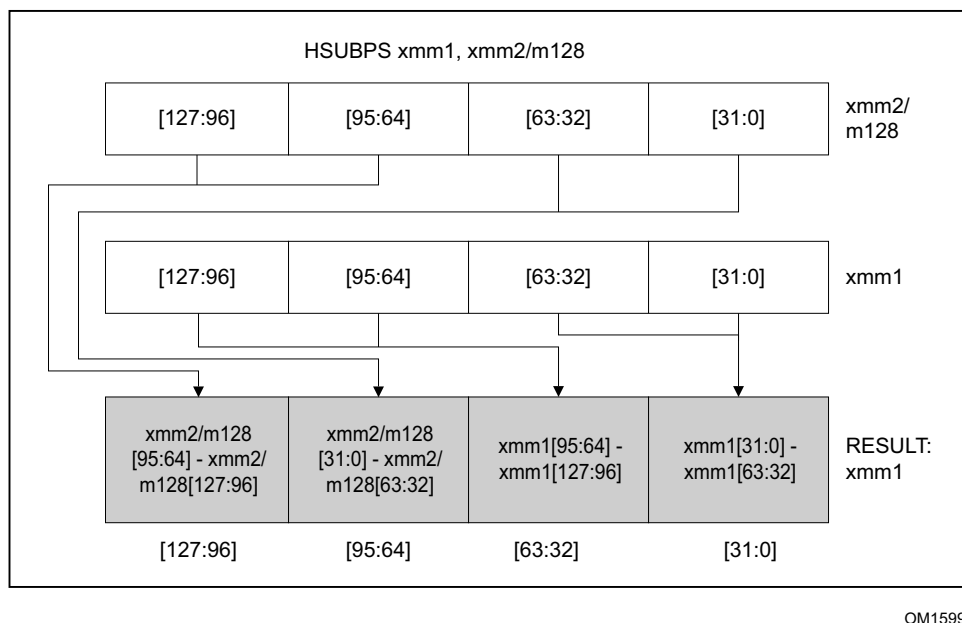 HSUBPS xmm1, xmm2/m128
[127:96] [95:64] [63:32] [31:0] xmm2/
m128
[127:96] [95:64] [63:32] [31:0] xmm1
xmm2/m128 xmm2/m128
[95:64] - xmm2/ [31:0] - xmm2/ xmm1[95:64] - xmm1[31:0] - RESULT:
m128[127:96] m128[63:32] xmm1[127:96] xmm1[63:32] xmm1
[127:96] [95:64] [63:32] [31:0]
OM15996